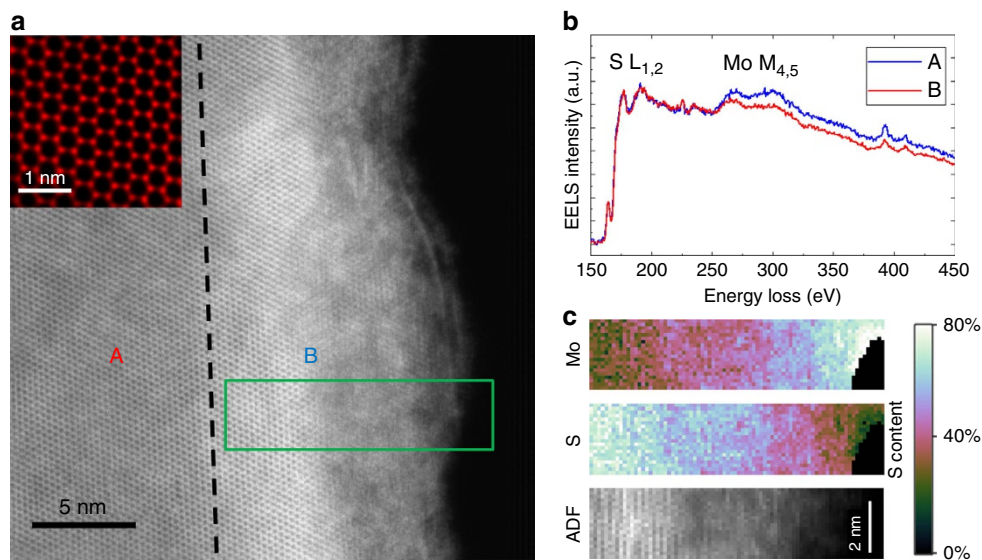 a
1 nm
A
B
5 nm
b
S L1,2
Mo M4,5
A
B
EELS intensity (a.u.)
150 200 250 300 350 400 450
Energy loss (eV)
c
Mo
S
ADF
2 nm
80%
40%
0%
S content